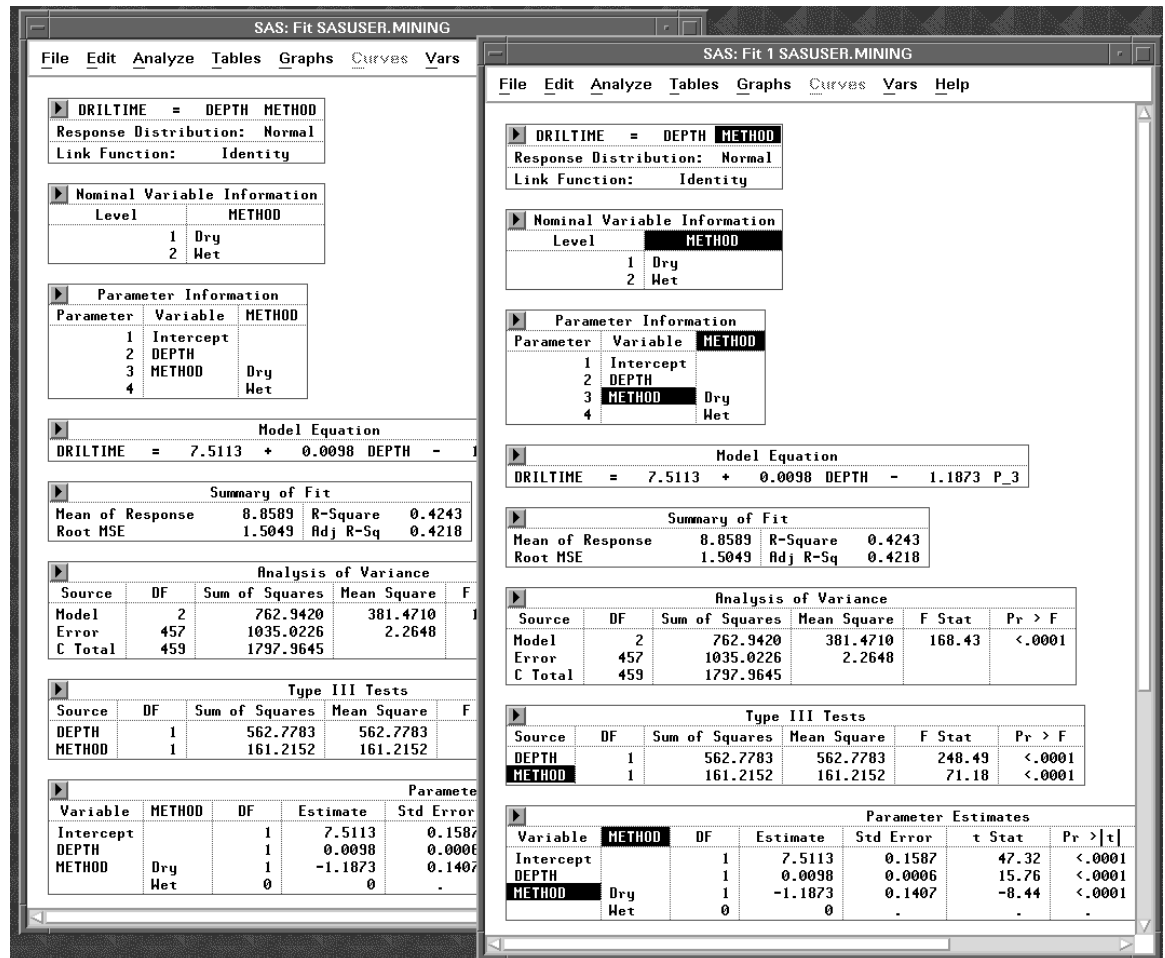 SAS: Fit SASUSER.MINING
File Edit Analyze Tables Graphs Curves Vars
DRILTIME = DEPTH METHOD
Response Distribution: Normal
Link Function: Identity
Nominal Variable Information
Level METHOD
1 Dry
2 Wet
Parameter Information
Parameter Variable METHOD
1 Intercept
2 DEPTH
3 METHOD Dry
4 Wet
Model Equation
DRILTIME = 7.5113 + 0.0098 DEPTH - 1
Summary of Fit
Mean of Response 8.8589 R-Square 0.4243
Root MSE 1.5049 Adj R-Sq 0.4218
Analysis of Variance
Source DF Sum of Squares Mean Square F
Model 2 762.9420 381.4710 1
Error 457 1035.0226 2.2648
C Total 459 1797.9645
Type III Tests
Source DF Sum of Squares Mean Square F
DEPTH 1 562.7783 562.7783
METHOD 1 161.2152 161.2152
Paramete
Variable METHOD DF Estimate Std Error
Intercept 1 7.5113 0.1587
DEPTH 1 0.0098 0.0006
METHOD Dry 1 -1.1873 0.1407
Wet 0 0 .
SAS: Fit 1 SASUSER.MINING
File Edit Analyze Tables Graphs Curves Vars Help
DRILTIME = DEPTH METHOD
Response Distribution: Normal
Link Function: Identity
Nominal Variable Information
Level METHOD
1 Dry
2 Wet
Parameter Information
Parameter Variable METHOD
1 Intercept
2 DEPTH
3 METHOD Dry
4 Wet
Model Equation
DRILTIME = 7.5113 + 0.0098 DEPTH - 1.1873 P_3
Summary of Fit
Mean of Response 8.8589 R-Square 0.4243
Root MSE 1.5049 Adj R-Sq 0.4218
Analysis of Variance
Source DF Sum of Squares Mean Square F Stat Pr > F
Model 2 762.9420 381.4710 168.43 <.0001
Error 457 1035.0226 2.2648
C Total 459 1797.9645
Type III Tests
Source DF Sum of Squares Mean Square F Stat Pr > F
DEPTH 1 562.7783 562.7783 248.49 <.0001
METHOD 1 161.2152 161.2152 71.18 <.0001
Parameter Estimates
Variable METHOD DF Estimate Std Error t Stat Pr >|t|
Intercept 1 7.5113 0.1587 47.32 <.0001
DEPTH 1 0.0098 0.0006 15.76 <.0001
METHOD Dry 1 -1.1873 0.1407 -8.44 <.0001
Wet 0 0 . . .